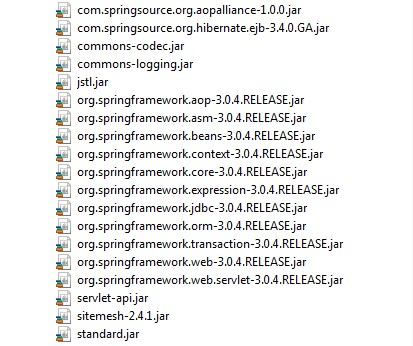 com.springsource.org.aopalliance-1.0.0.jar
com.springsource.org.hibernate.ejb-3.4.0.GA.jar
commons-codec.jar
commons-logging.jar
jstl.jar
org.springframework.aop-3.0.4.RELEASE.jar
org.springframework.asm-3.0.4.RELEASE.jar
org.springframework.beans-3.0.4.RELEASE.jar
org.springframework.context-3.0.4.RELEASE.jar
org.springframework.core-3.0.4.RELEASE.jar
org.springframework.expression-3.0.4.RELEASE.jar
org.springframework.jdbc-3.0.4.RELEASE.jar
org.springframework.orm-3.0.4.RELEASE.jar
org.springframework.transaction-3.0.4.RELEASE.jar
org.springframework.web-3.0.4.RELEASE.jar
org.springframework.web.servlet-3.0.4.RELEASE.jar
servlet-api.jar
sitemesh-2.4.1.jar
standard.jar